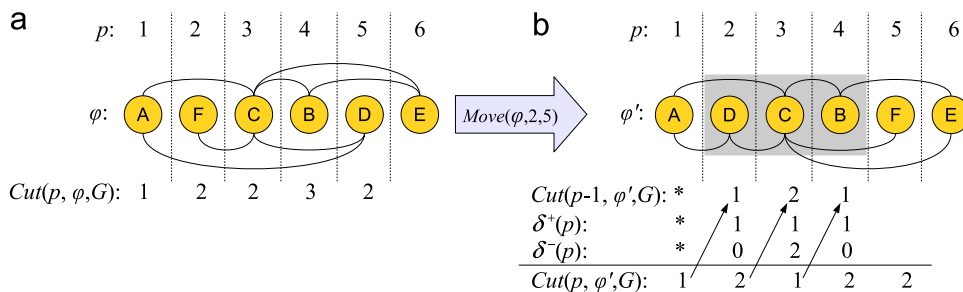 a
p: 1 2 3 4 5 6
φ: A F C B D E
Cut(p, φ,G): 1 2 2 3 2
Move(φ,2,5)
b
p: 1 2 3 4 5 6
φ′: A D C B F E
Cut(p-1, φ′,G): * 1 2 1
δ⁺(p): * 1 1 1
δ⁻(p): * 0 2 0
Cut(p, φ′,G): 1 2 1 2 2